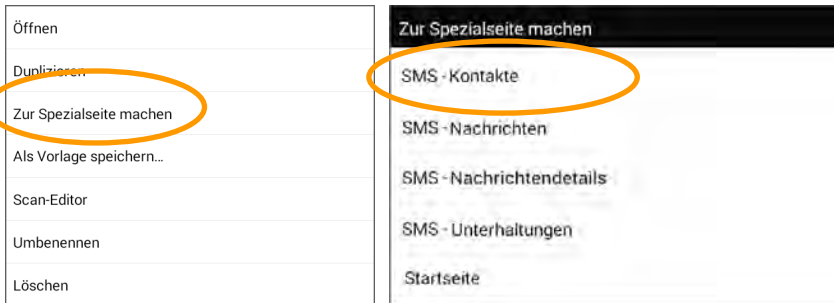 Öffnen
Duplizieren
Zur Spezialseite machen
Als Vorlage speichern...
Scan-Editor
Umbenennen
Löschen
Zur Spezialseite machen
SMS - Kontakte
SMS - Nachrichten
SMS - Nachrichtendetails
SMS - Unterhaltungen
Startseite